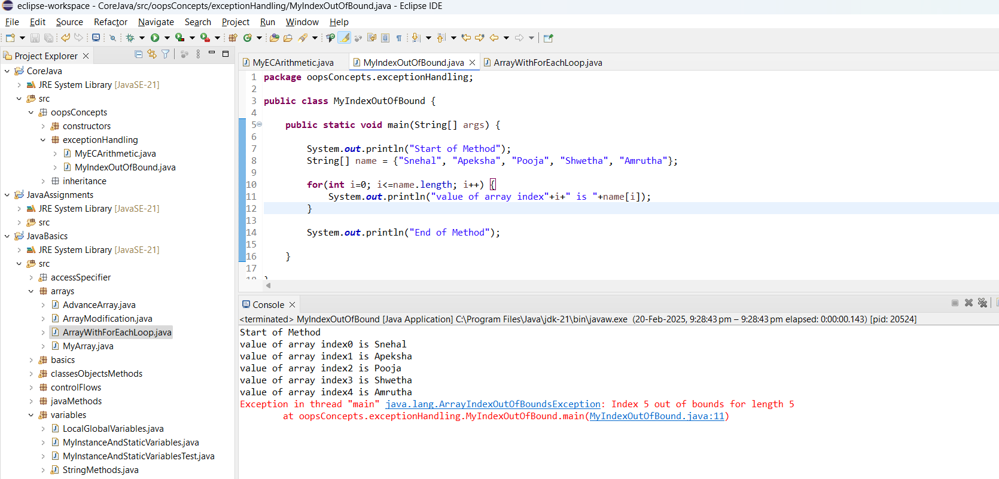 eclipse-workspace - CoreJava/src/oopsConcepts/exceptionHandling/MyIndexOutOfBound.java - Eclipse IDE
File Edit Source Refactor Navigate Search Project Run Window Help
Project Explorer
CoreJava
JRE System Library [JavaSE-21]
src
oopsConcepts
constructors
exceptionHandling
MyECArithmetic.java
MyIndexOutOfBound.java
inheritance
JavaAssignments
JRE System Library [JavaSE-21]
src
JavaBasics
JRE System Library [JavaSE-21]
src
accessSpecifier
arrays
AdvanceArray.java
ArrayModification.java
ArrayWithForEachLoop.java
MyArray.java
basics
classesObjectsMethods
controlFlows
javaMethods
variables
LocalGlobalVariables.java
MyInstanceAndStaticVariables.java
MyInstanceAndStaticVariablesTest.java
StringMethods.java
MyECArithmetic.java MyIndexOutOfBound.java ArrayWithForEachLoop.java
1 package oopsConcepts.exceptionHandling;
2
3 public class MyIndexOutOfBound {
4
5 public static void main(String[] args) {
6
7 System.out.println("Start of Method");
8 String[] name = {"Snehal", "Apeksha", "Pooja", "Shwetha", "Amrutha"};
9
10 for(int i=0; i<=name.length; i++) {
11 System.out.println("value of array index"+i+" is "+name[i]);
12 }
13
14 System.out.println("End of Method");
15
16 }
17
18 }
Console
<terminated> MyIndexOutOfBound [Java Application] C:\Program Files\Java\jdk-21\bin\javaw.exe (20-Feb-2025, 9:28:43 pm – 9:28:43 pm elapsed: 0:00:00.143) [pid: 20524]
Start of Method
value of array index0 is Snehal
value of array index1 is Apeksha
value of array index2 is Pooja
value of array index3 is Shwetha
value of array index4 is Amrutha
Exception in thread "main" java.lang.ArrayIndexOutOfBoundsException: Index 5 out of bounds for length 5
at oopsConcepts.exceptionHandling.MyIndexOutOfBound.main(MyIndexOutOfBound.java:11)